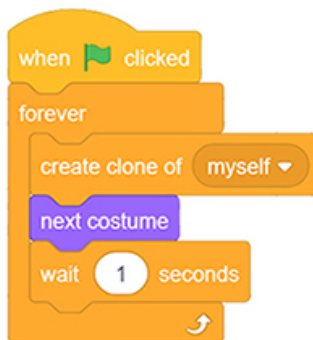 when clicked
forever
create clone of myself
next costume
wait 1 seconds